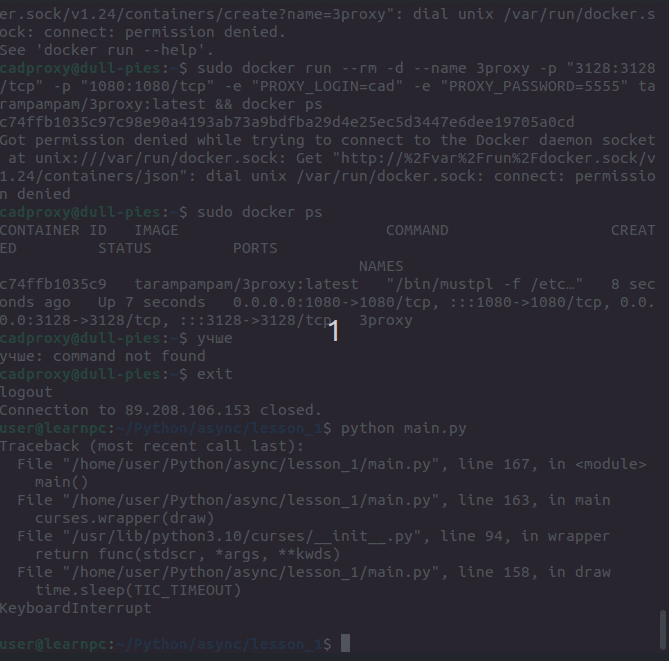 er.sock/v1.24/containers/create?name=3proxy": dial unix /var/run/docker.s
ock: connect: permission denied.
See 'docker run --help'.
cadproxy@dull-pies:~$ sudo docker run --rm -d --name 3proxy -p "3128:3128
/tcp" -p "1080:1080/tcp" -e "PROXY_LOGIN=cad" -e "PROXY_PASSWORD=5555" ta
rampampam/3proxy:latest && docker ps
c74ffb1035c97c98e90a4193ab73a9bdfba29d4e25ec5d3447e6dee19705a0cd
Got permission denied while trying to connect to the Docker daemon socket
 at unix:///var/run/docker.sock: Get "http://%2Fvar%2Frun%2Fdocker.sock/v
1.24/containers/json": dial unix /var/run/docker.sock: connect: permissio
n denied
cadproxy@dull-pies:~$ sudo docker ps
CONTAINER ID   IMAGE                       COMMAND                  CREAT
ED         STATUS         PORTS
                                        NAMES
c74ffb1035c9   tarampampam/3proxy:latest   "/bin/mustpl -f /etc…"   8 sec
onds ago   Up 7 seconds   0.0.0.0:1080->1080/tcp, :::1080->1080/tcp, 0.0.
0.0:3128->3128/tcp, :::3128->3128/tcp   3proxy
1
cadproxy@dull-pies:~$ учше
учше: command not found
cadproxy@dull-pies:~$ exit
logout
Connection to 89.208.106.153 closed.
user@learnpc:~/Python/async/lesson_1$ python main.py
Traceback (most recent call last):
  File "/home/user/Python/async/lesson_1/main.py", line 167, in <module>
    main()
  File "/home/user/Python/async/lesson_1/main.py", line 163, in main
    curses.wrapper(draw)
  File "/usr/lib/python3.10/curses/__init__.py", line 94, in wrapper
    return func(stdscr, *args, **kwds)
  File "/home/user/Python/async/lesson_1/main.py", line 158, in draw
    time.sleep(TIC_TIMEOUT)
KeyboardInterrupt
user@learnpc:~/Python/async/lesson_1$